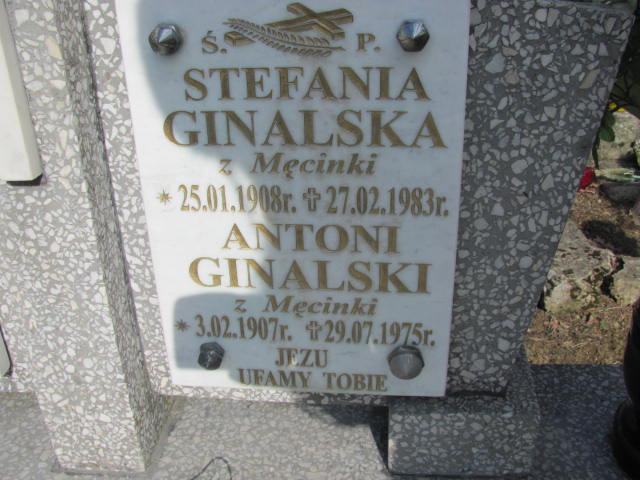 Ś. P.
STEFANIA
GINALSKA
z Męcinki
* 25.01.1908r. ✝ 27.02.1983r.
ANTONI
GINALSKI
z Męcinki
* 3.02.1907r. ✝ 29.07.1975r.
JEZU
UFAMY TOBIE